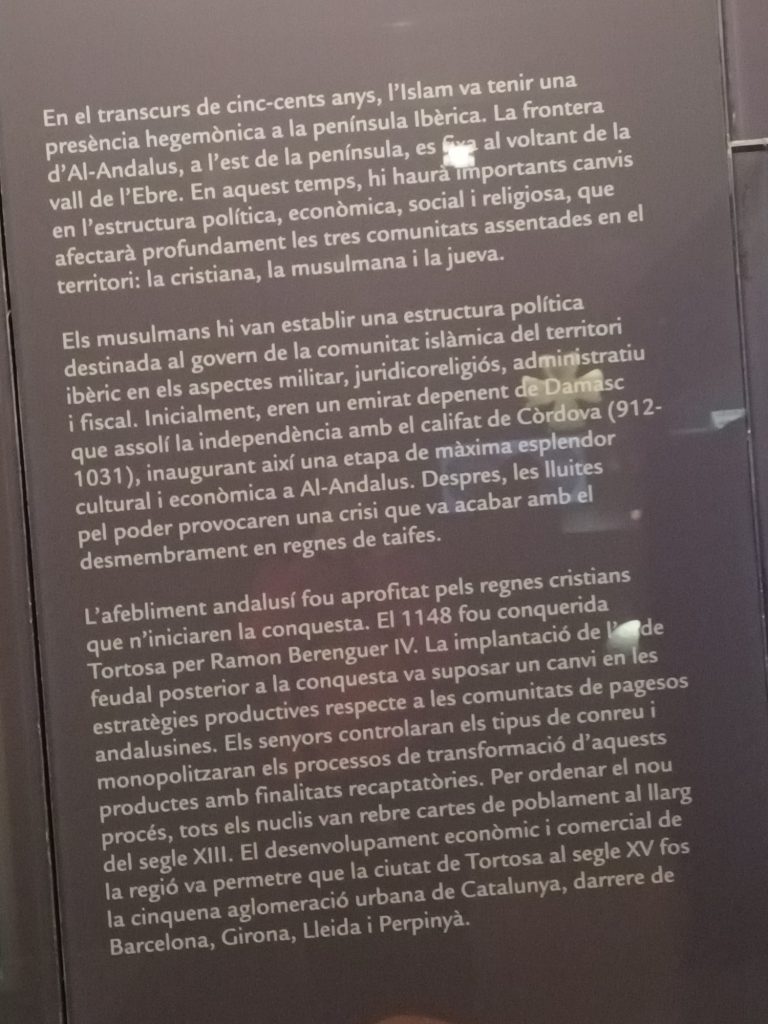 En el transcurs de cinc-cents anys, l'Islam va tenir una
presència hegemònica a la península Ibèrica. La frontera
d'Al-Andalus, a l'est de la península, es fixa al voltant de la
vall de l'Ebre. En aquest temps, hi haurà importants canvis
en l'estructura política, econòmica, social i religiosa, que
afectarà profundament les tres comunitats assentades en el
territori: la cristiana, la musulmana i la jueva.
Els musulmans hi van establir una estructura política
destinada al govern de la comunitat islàmica del territori
ibèric en els aspectes militar, juridicoreligiós, administratiu
i fiscal. Inicialment, eren un emirat depenent de Damasc
que assolí la independència amb el califat de Còrdova (912-
1031), inaugurant així una etapa de màxima esplendor
cultural i econòmica a Al-Andalus. Despres, les lluites
pel poder provocaren una crisi que va acabar amb el
desmembrament en regnes de taifes.
L'afebliment andalusí fou aprofitat pels regnes cristians
que n'iniciaren la conquesta. El 1148 fou conquerida
Tortosa per Ramon Berenguer IV. La implantació de
feudal posterior a la conquesta va suposar un canvi en les
estratègies productives respecte a les comunitats de pagesos
andalusines. Els senyors controlaran els tipus de conreu i
monopolitzaran els processos de transformació d'aquests
productes amb finalitats recaptatòries. Per ordenar el nou
procés, tots els nuclis van rebre cartes de poblament al llarg
del segle XIII. El desenvolupament econòmic i comercial de
la regió va permetre que la ciutat de Tortosa al segle XV fos
la cinquena aglomeració urbana de Catalunya, darrere de
Barcelona, Girona, Lleida i Perpinyà.